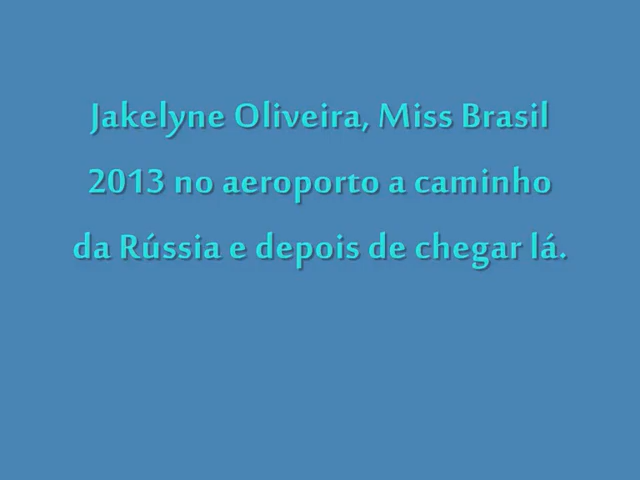 Jakelyne Oliveira, Miss Brasil
2013 no aeroporto a caminho
da Rússia e depois de chegar lá.